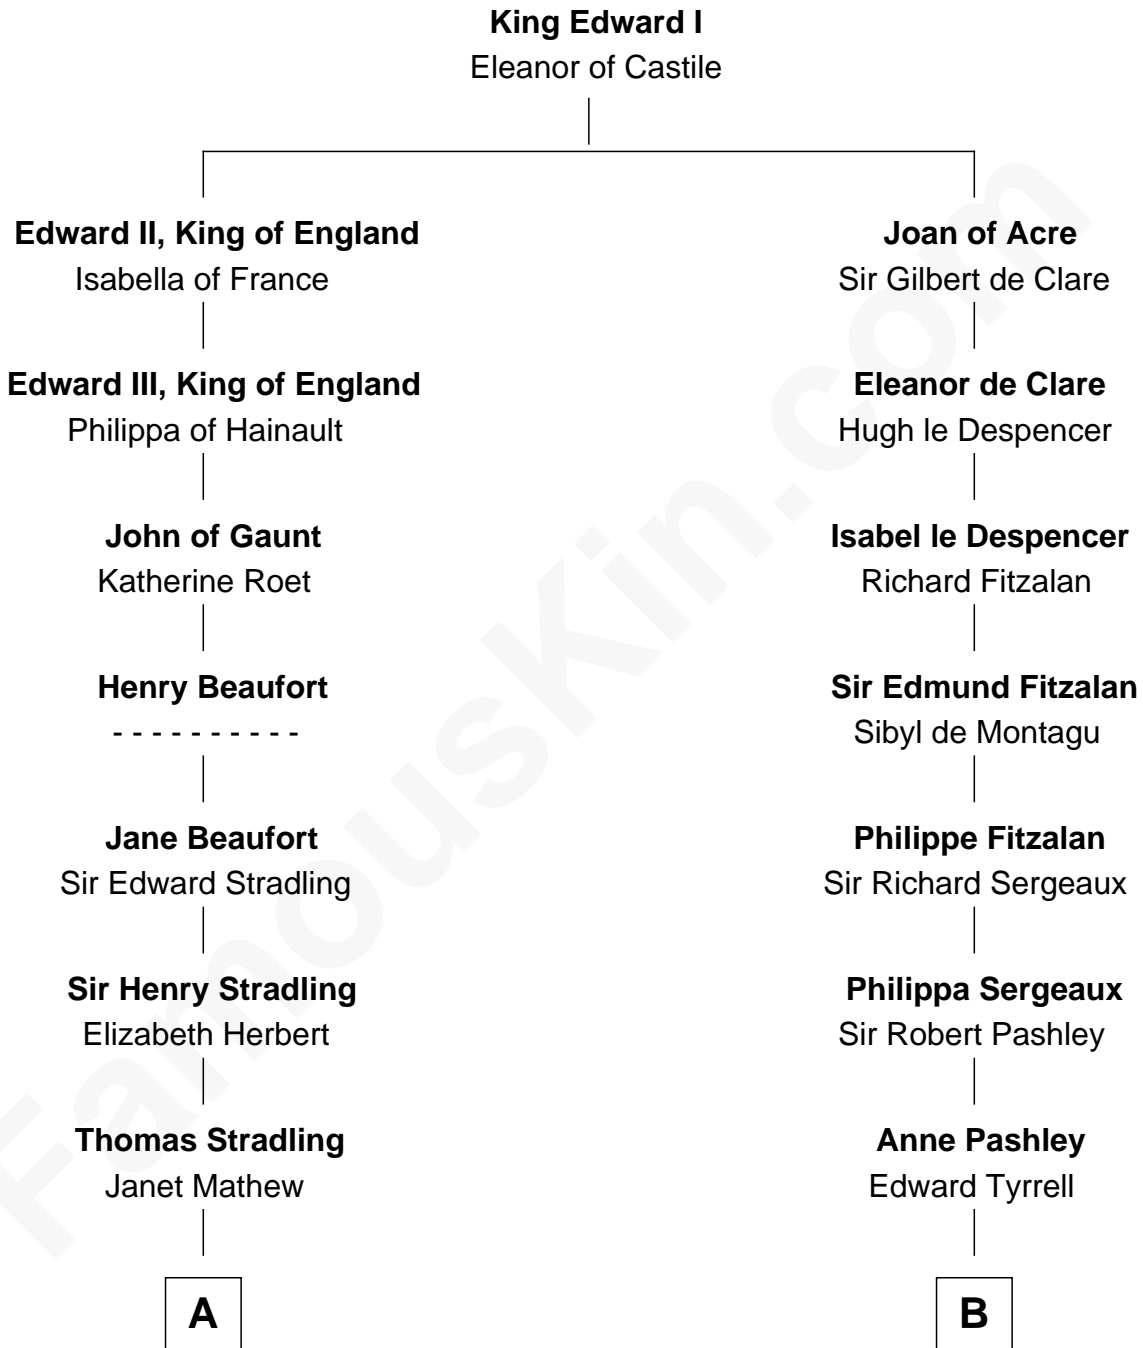 King Edward I
Eleanor of Castile
Edward II, King of England
Isabella of France
Joan of Acre
Sir Gilbert de Clare
Edward III, King of England
Philippa of Hainault
Eleanor de Clare
Hugh le Despencer
John of Gaunt
Katherine Roet
Isabel le Despencer
Richard Fitzalan
Henry Beaufort
- - - - - - - - - -
Sir Edmund Fitzalan
Sibyl de Montagu
Jane Beaufort
Sir Edward Stradling
Philippe Fitzalan
Sir Richard Sergeaux
Sir Henry Stradling
Elizabeth Herbert
Philippa Sergeaux
Sir Robert Pashley
Thomas Stradling
Janet Mathew
Anne Pashley
Edward Tyrrell
A
B
FamousKin.com